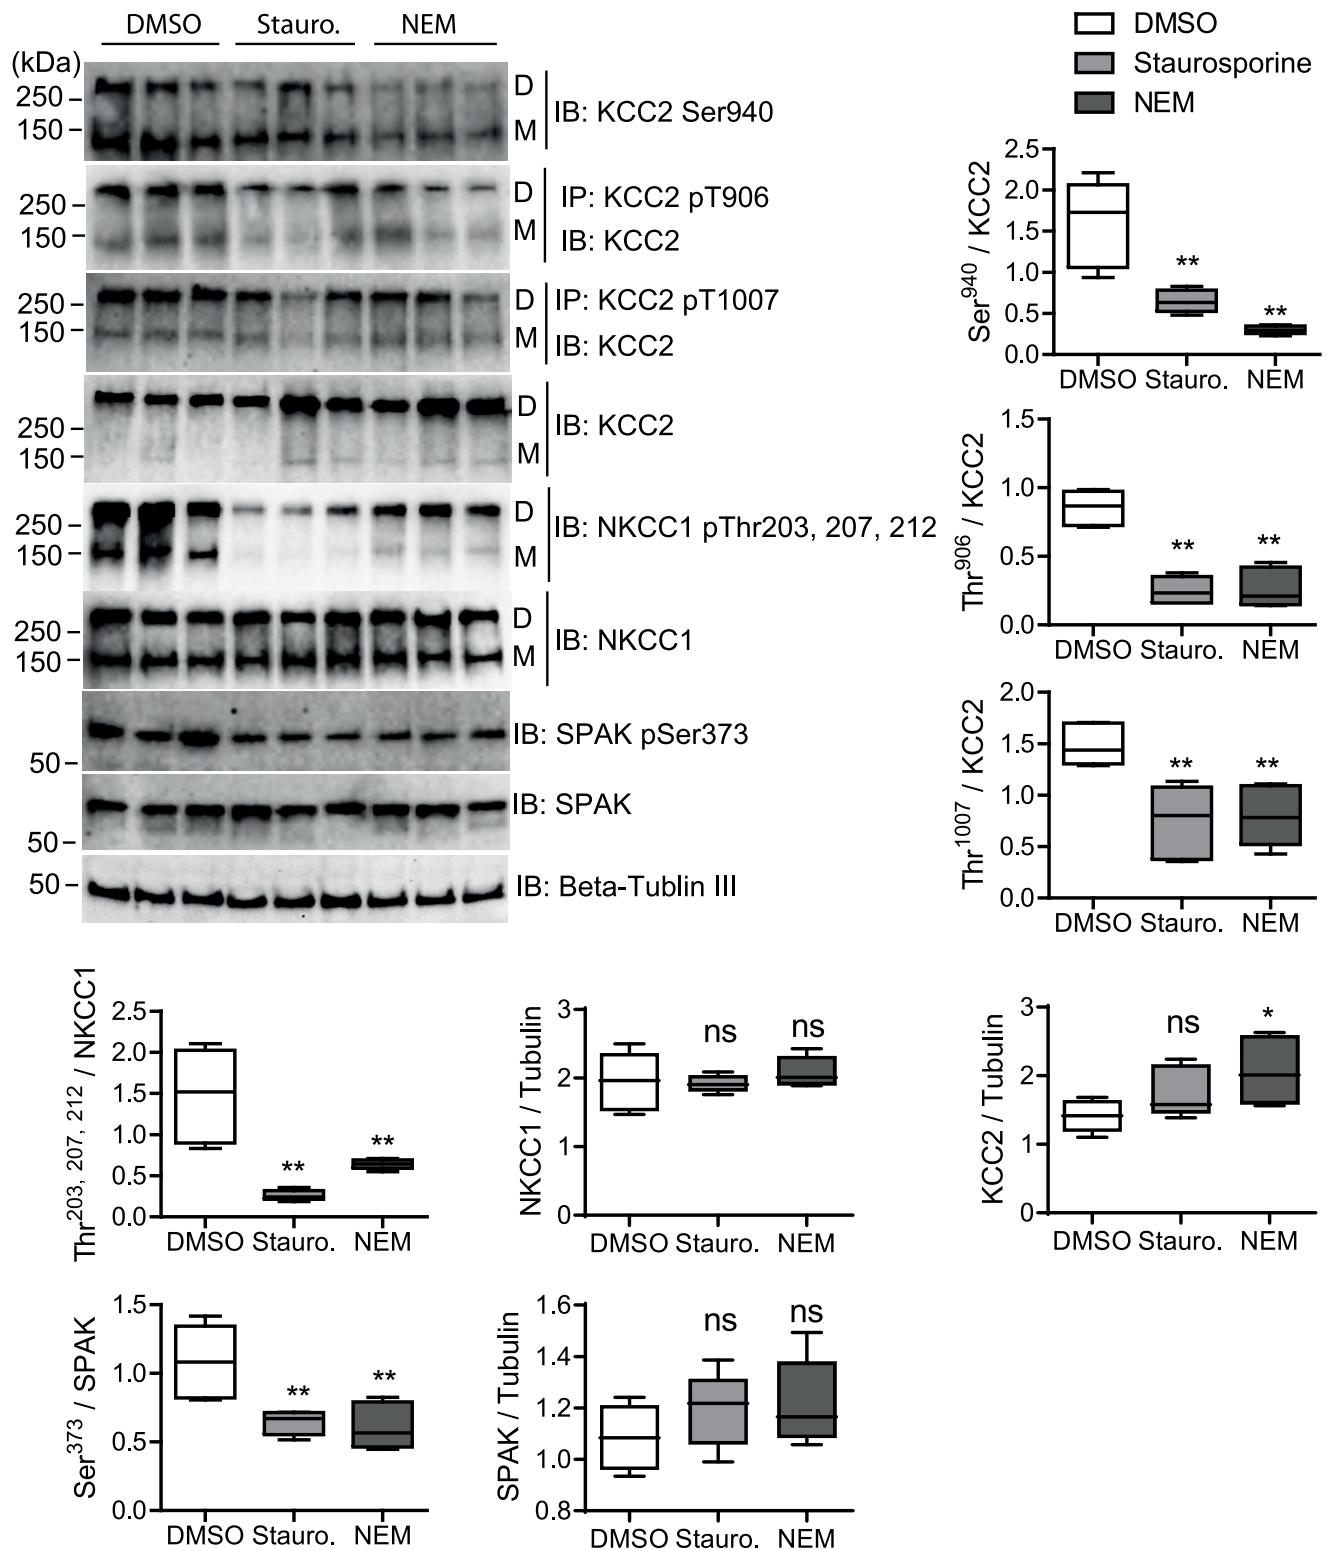 DMSO Stauro. NEM
(kDa)
250
150
D
M
IB: KCC2 Ser940
250
150
D
M
IP: KCC2 pT906
IB: KCC2
250
150
D
M
IP: KCC2 pT1007
IB: KCC2
250
150
D
M
IB: KCC2
250
150
D
M
IB: NKCC1 pThr203, 207, 212
250
150
D
M
IB: NKCC1
50
IB: SPAK pSer373
50
IB: SPAK
50
IB: Beta-Tublin III
DMSO
Staurosporine
NEM
Ser940 / KCC2
2.5
2.0
1.5
1.0
0.5
0.0
**
**
DMSO Stauro. NEM
Thr906 / KCC2
1.5
1.0
0.5
0.0
** **
DMSO Stauro. NEM
Thr1007 / KCC2
2.0
1.5
1.0
0.5
0.0
** **
DMSO Stauro. NEM
Thr203, 207, 212 / NKCC1
2.5
2.0
1.5
1.0
0.5
0.0
** **
DMSO Stauro. NEM
NKCC1 / Tubulin
3
2
1
0
ns ns
DMSO Stauro. NEM
KCC2 / Tubulin
3
2
1
0
ns *
DMSO Stauro. NEM
Ser373 / SPAK
1.5
1.0
0.5
0.0
** **
DMSO Stauro. NEM
SPAK / Tubulin
1.6
1.4
1.2
1.0
0.8
ns ns
DMSO Stauro. NEM